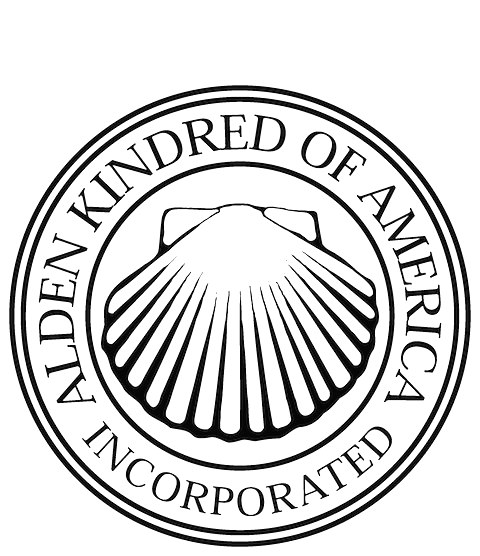 ALDEN KINDRED OF AMERICA
INCORPORATED